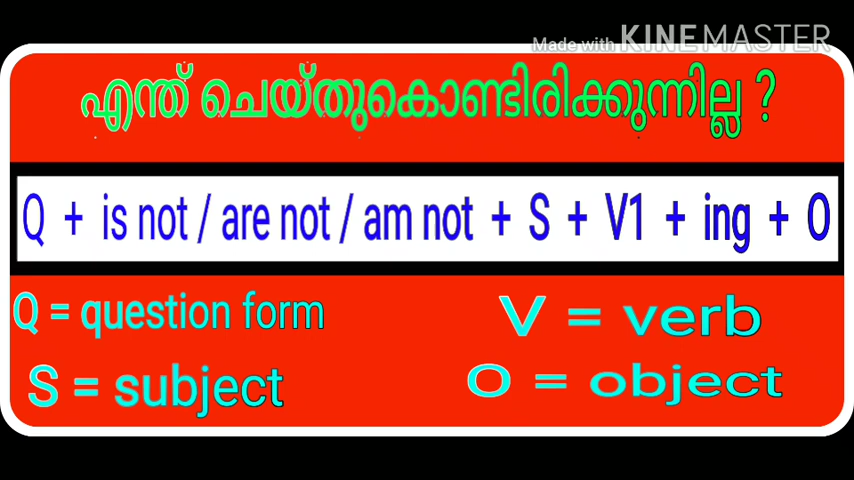 Made with KINEMASTER
എന്ത് ചെയ്തുകൊണ്ടിരിക്കുന്നില്ല ?
Q + is not / are not / am not + S + V1 + ing + O
Q = question form
V = verb
S = subject
O = object